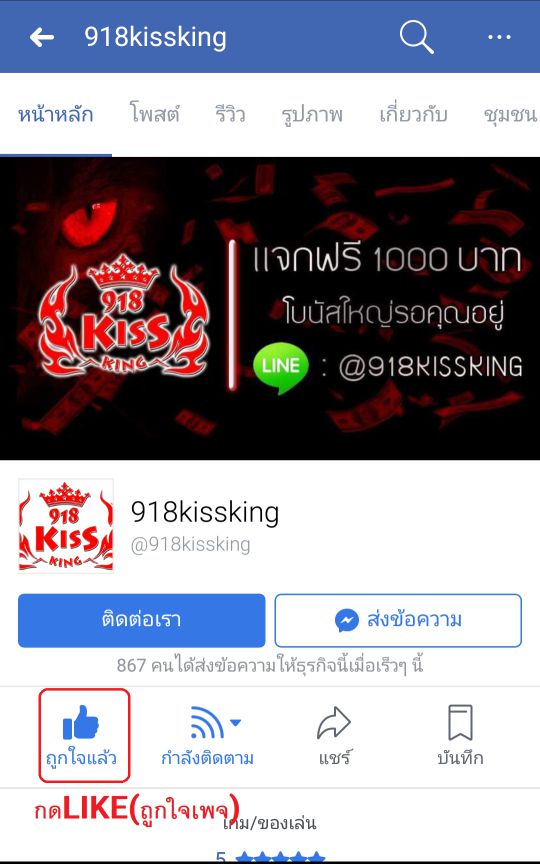 918kissking
หน้าหลัก โพสต์ รีวิว รูปภาพ เกี่ยวกับ ชุมชน
918
KISS
KING
แจกฟรี 1000 บาท
โบนัสใหญ่รอคุณอยู่
LINE : @918KISSKING
918
KISS
KING
918kissking
@918kissking
ติดต่อเรา ส่งข้อความ
867 คนได้ส่งข้อความให้ธุรกิจนี้เมื่อเร็วๆ นี้
ถูกใจแล้ว กำลังติดตาม แชร์ บันทึก
กดLIKE(ถูกใจเพจ)
เกม/ของเล่น
5